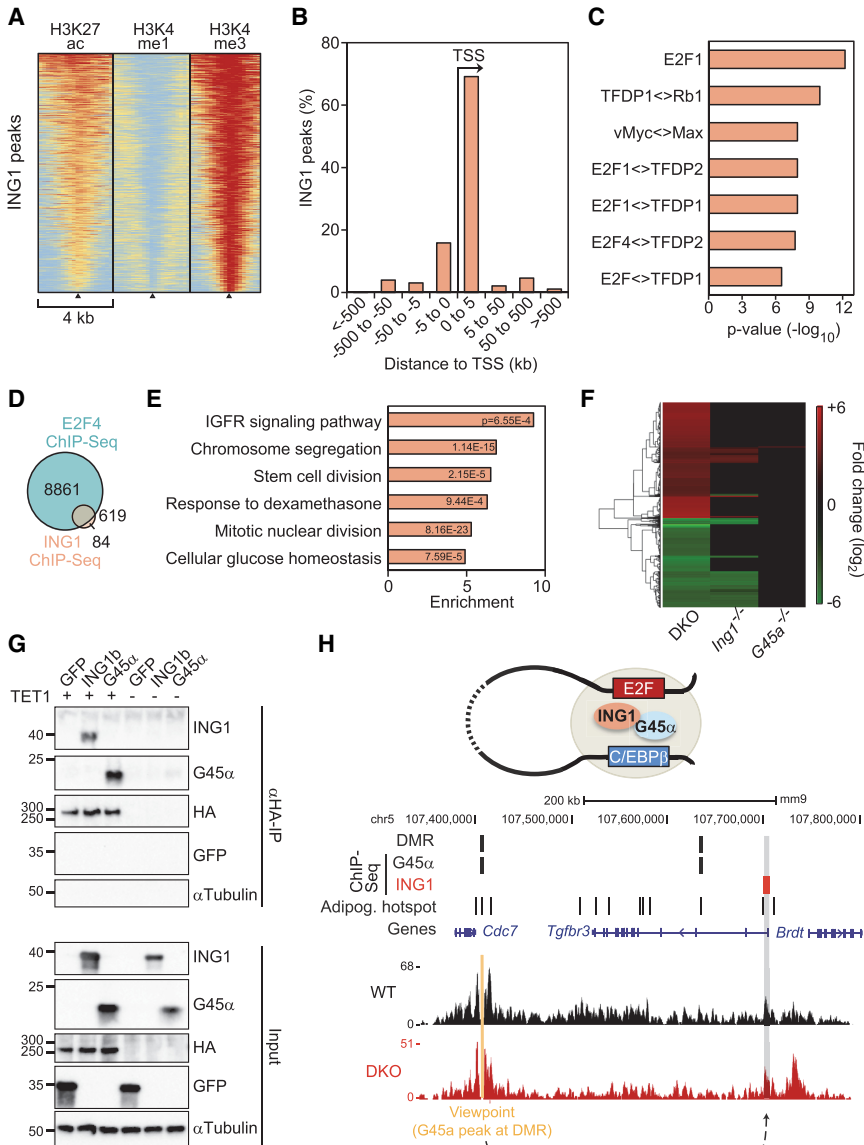 A
H3K27 ac
H3K4 me1
H3K4 me3
ING1 peaks
4 kb
B
80
60
40
20
0
ING1 peaks (%)
TSS
<-500
-500 to -50
-50 to -5
-5 to 0
0 to 5
5 to 50
50 to 500
>500
Distance to TSS (kb)
C
E2F1
TFDP1<>Rb1
vMyc<>Max
E2F1<>TFDP2
E2F1<>TFDP1
E2F4<>TFDP2
E2F<>TFDP1
0 3 6 9 12
p-value (-log10)
D
E2F4
ChIP-Seq
8861
619
84
ING1
ChIP-Seq
E
IGFR signaling pathway p=6.55E-4
Chromosome segregation 1.14E-15
Stem cell division 2.15E-5
Response to dexamethasone 9.44E-4
Mitotic nuclear division 8.16E-23
Cellular glucose homeostasis 7.59E-5
0 5 10
Enrichment
F
+6
0
-6
Fold change (log2)
DKO
Ing1-/-
G45a-/-
G
GFP ING1b G45α GFP ING1b G45α
TET1 + + + - - -
40 ING1
25 G45α
300 HA
250
35 GFP
50 αTubulin
αHA-IP
40 ING1
25 G45α
300 HA
250
35 GFP
50 αTubulin
Input
H
E2F
ING1
G45α
C/EBPβ
200 kb mm9
chr5 107,400,000 107,500,000 107,600,000 107,700,000 107,800,000
DMR
ChIP-Seq
G45α
ING1
Adipog. hotspot
Genes Cdc7 Tgfbr3 Brdt
68
WT
0
51
DKO
0
Viewpoint
(G45a peak at DMR)